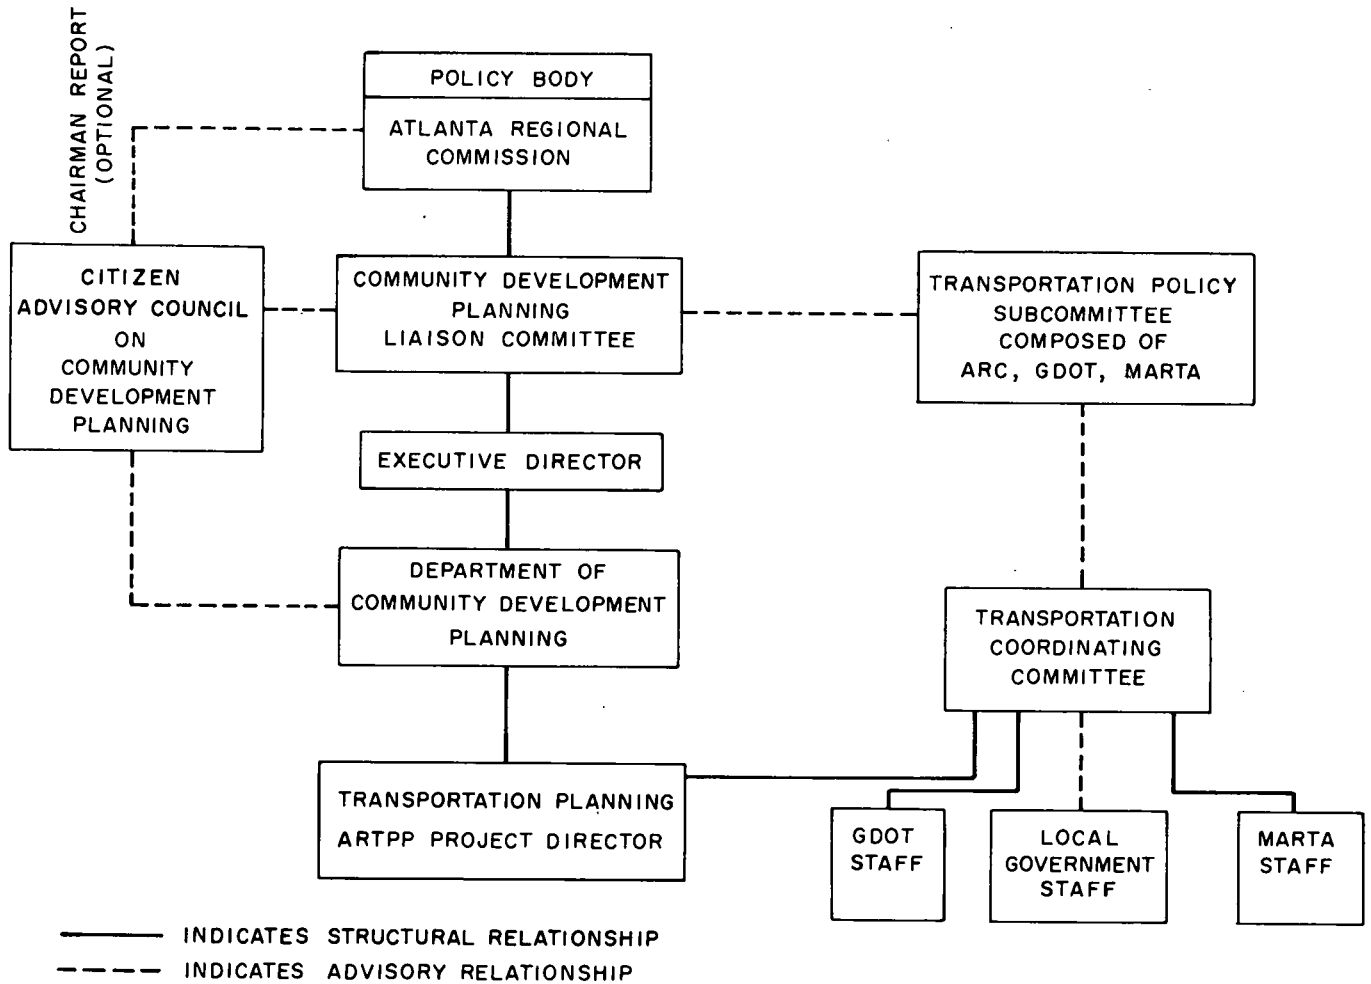 CHAIRMAN REPORT
(OPTIONAL)
POLICY BODY
ATLANTA REGIONAL
COMMISSION
CITIZEN
ADVISORY COUNCIL
ON
COMMUNITY
DEVELOPMENT
PLANNING
COMMUNITY DEVELOPMENT
PLANNING
LIAISON COMMITTEE
TRANSPORTATION POLICY
SUBCOMMITTEE
COMPOSED OF
ARC, GDOT, MARTA
EXECUTIVE DIRECTOR
DEPARTMENT OF
COMMUNITY DEVELOPMENT
PLANNING
TRANSPORTATION
COORDINATING
COMMITTEE
TRANSPORTATION PLANNING
ARTPP PROJECT DIRECTOR
GDOT
STAFF
LOCAL
GOVERNMENT
STAFF
MARTA
STAFF
INDICATES STRUCTURAL RELATIONSHIP
INDICATES ADVISORY RELATIONSHIP